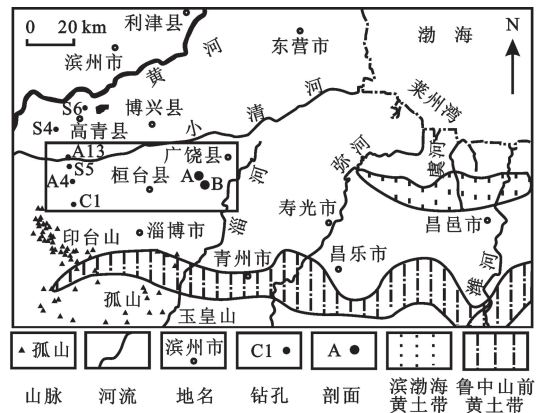 利津县
0 20 km
滨州市
黄河
东营市
渤海
N
莱州湾
S6
博兴县
小清河
S4
高青县
A13
S5
A4
C1
桓台县
广饶县
A
B
淄河
弥河
虞河
寿光市
昌邑市
潍河
印台山
淄博市
青州市
昌乐市
孤山
玉皇山
孤山
滨州市
C1
A
山脉
河流
地名
钻孔
剖面
滨渤海
黄土带
鲁中山前
黄土带